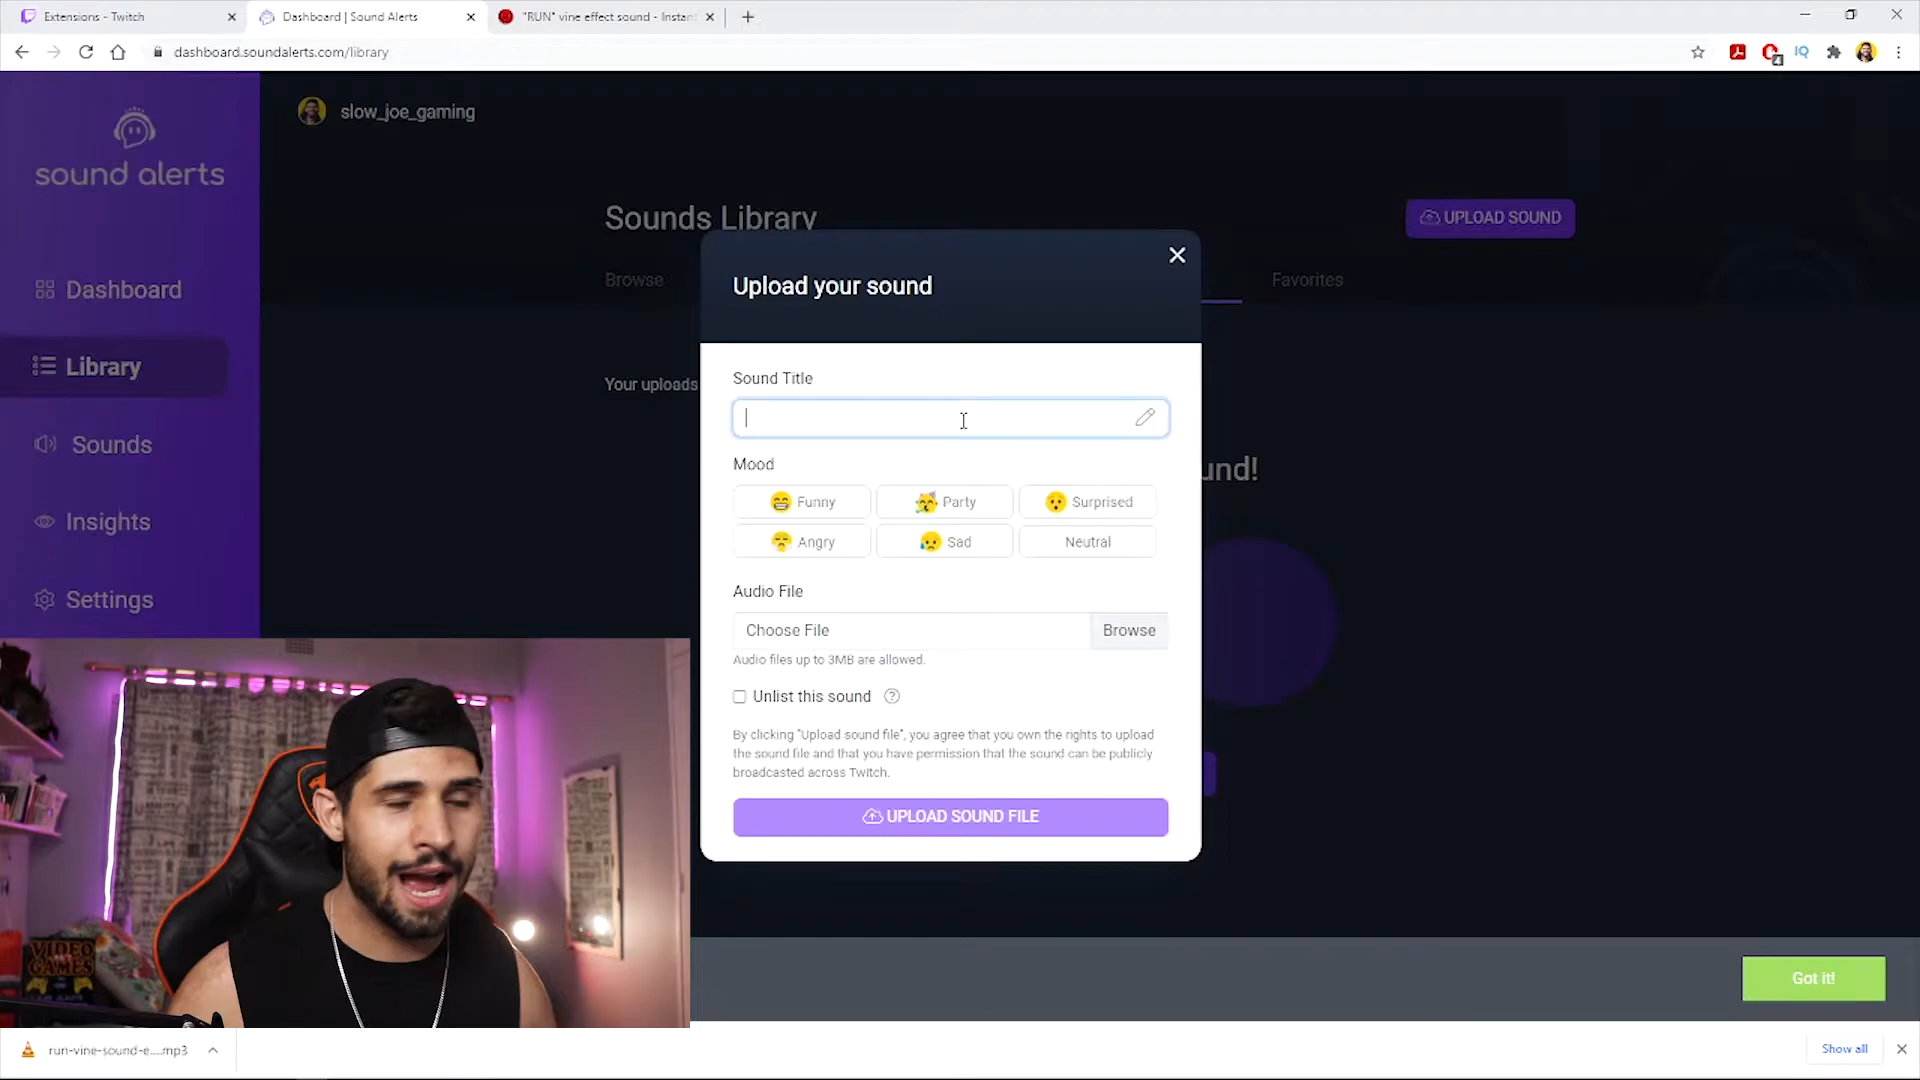 Extensions - Twitch
Dashboard | Sound Alerts
"RUN" vine effect sound - Instan
dashboard.soundalerts.com/library
slow_joe_gaming
sound alerts
Sounds Library
UPLOAD SOUND
Browse
Favorites
Dashboard
Library
Sounds
Insights
Settings
Your uploads
und!
Upload your sound
Sound Title
Mood
Funny
Party
Surprised
Angry
Sad
Neutral
Audio File
Choose File
Browse
Audio files up to 3MB are allowed.
Unlist this sound
By clicking "Upload sound file", you agree that you own the rights to upload
the sound file and that you have permission that the sound can be publicly
broadcasted across Twitch.
UPLOAD SOUND FILE
Got it!
VIDEO
GAMES
run-vine-sound-e....mp3
Show all